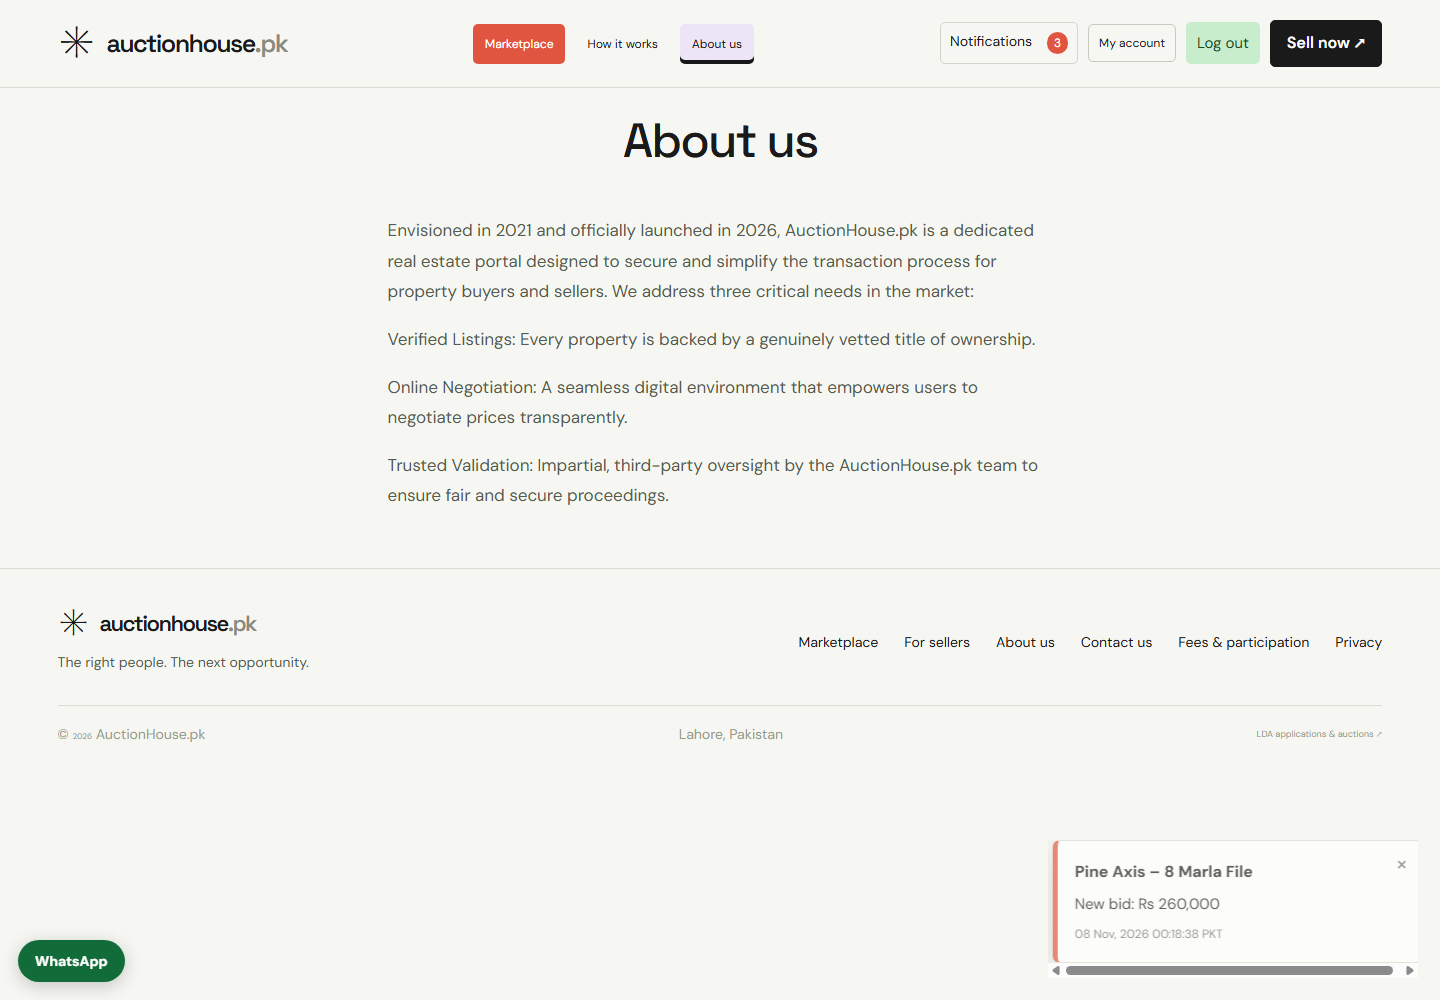 auctionhouse.pk
Marketplace
How it works
About us
Notifications 3
My account
Log out
Sell now ↗
About us
Envisioned in 2021 and officially launched in 2026, AuctionHouse.pk is a dedicated
real estate portal designed to secure and simplify the transaction process for
property buyers and sellers. We address three critical needs in the market:
Verified Listings: Every property is backed by a genuinely vetted title of ownership.
Online Negotiation: A seamless digital environment that empowers users to
negotiate prices transparently.
Trusted Validation: Impartial, third-party oversight by the AuctionHouse.pk team to
ensure fair and secure proceedings.
auctionhouse.pk
The right people. The next opportunity.
Marketplace
For sellers
About us
Contact us
Fees & participation
Privacy
© 2026 AuctionHouse.pk
Lahore, Pakistan
LDA applications & auctions ↗
Pine Axis – 8 Marla File ×
New bid: Rs 260,000
08 Nov, 2026 00:18:38 PKT
WhatsApp